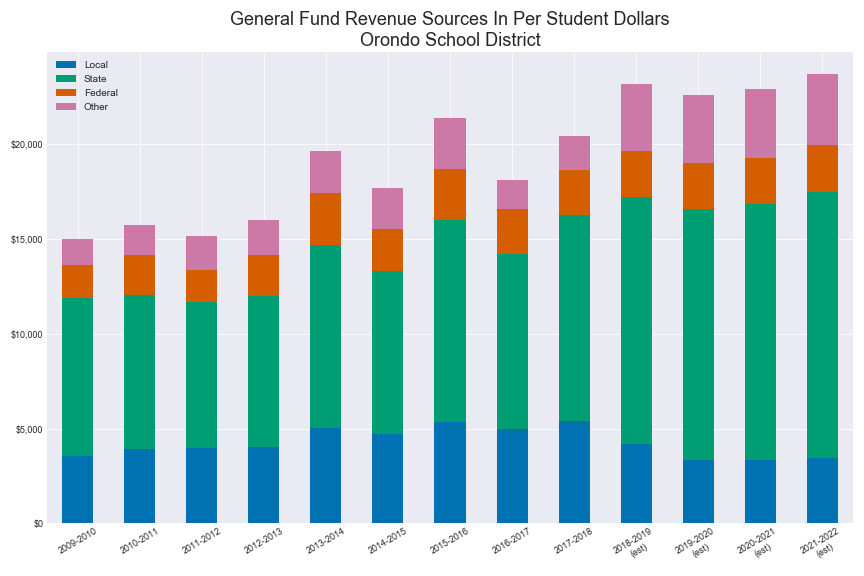 General Fund Revenue Sources In Per Student Dollars
Orondo School District
Local
State
Federal
Other
$20,000
$15,000
$10,000
$5,000
$0
2009-2010
2010-2011
2011-2012
2012-2013
2013-2014
2014-2015
2015-2016
2016-2017
2017-2018
2018-2019
(est)
2019-2020
(est)
2020-2021
(est)
2021-2022
(est)